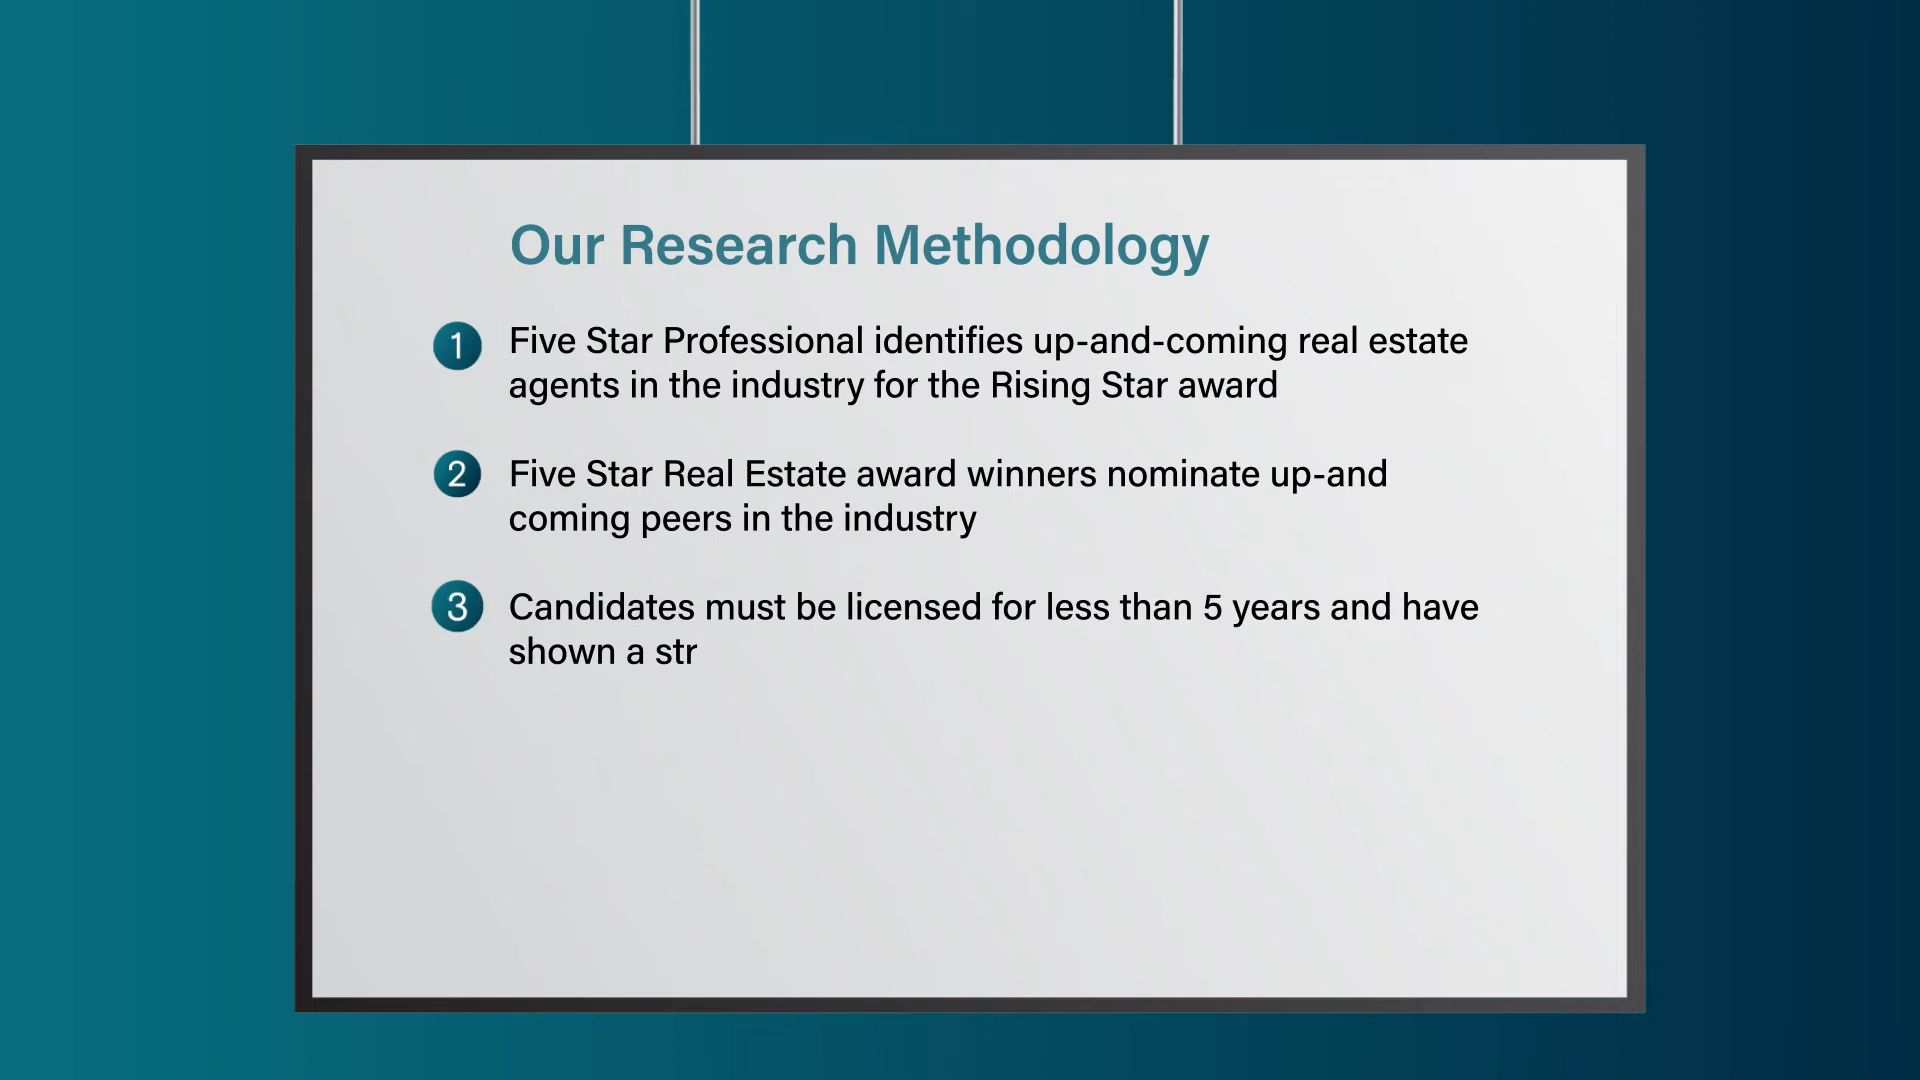 Our Research Methodology
1 Five Star Professional identifies up-and-coming real estate
agents in the industry for the Rising Star award
2 Five Star Real Estate award winners nominate up-and
coming peers in the industry
3 Candidates must be licensed for less than 5 years and have
shown a str